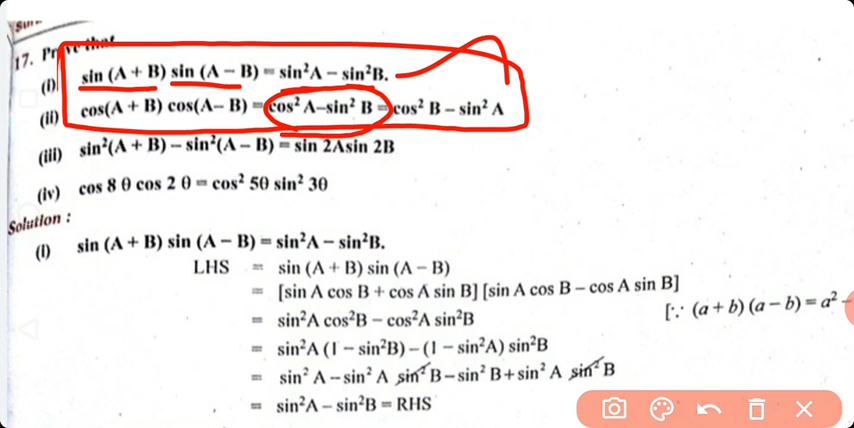 17. Prove that
(i) sin (A + B) sin (A – B) = sin²A – sin²B.
(ii) cos(A + B) cos(A– B) = cos² A–sin² B = cos² B – sin² A
(iii) sin²(A + B) – sin²(A – B) = sin 2Asin 2B
(iv) cos 8 θ cos 2 θ = cos² 5θ sin² 3θ
Solution :
(i) sin (A + B) sin (A – B) = sin²A – sin²B.
LHS = sin (A + B) sin (A – B)
= [sin A cos B + cos A sin B] [sin A cos B – cos A sin B]
= sin²A cos²B – cos²A sin²B [∵ (a + b) (a – b) = a² –
= sin²A (1 – sin²B) – (1 – sin²A) sin²B
= sin² A – sin² A sin² B – sin² B + sin² A sin² B
= sin²A – sin²B = RHS